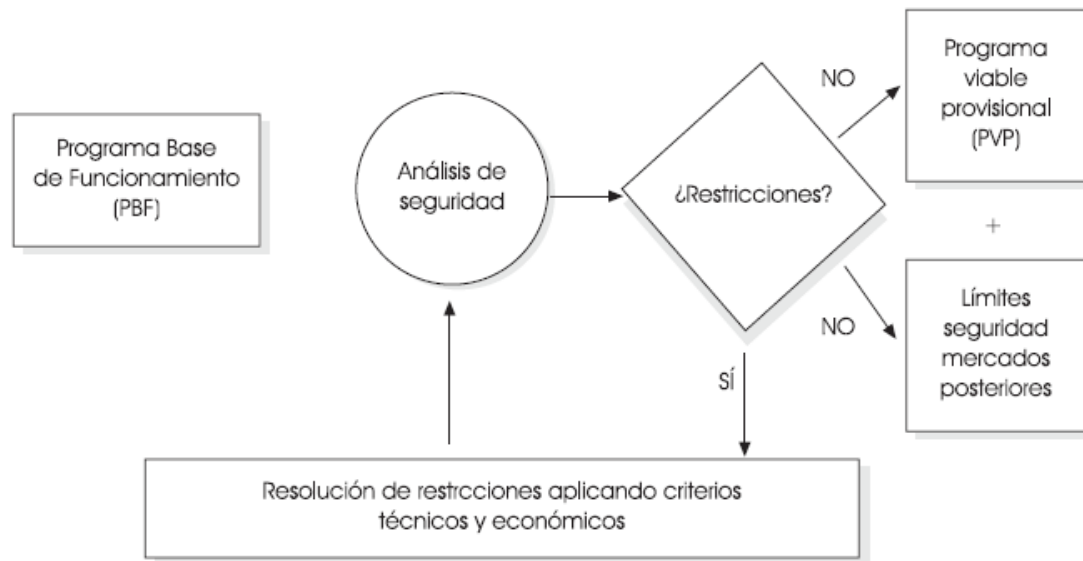 Programa Base
de Funcionamiento
(PBF)
Análisis de
seguridad
¿Restricciones?
NO
Programa
viable
provisional
(PVP)
+
NO
Límites
seguridad
mercados
posteriores
SÍ
Resolución de restrcciones aplicando criterios
técnicos y económicos